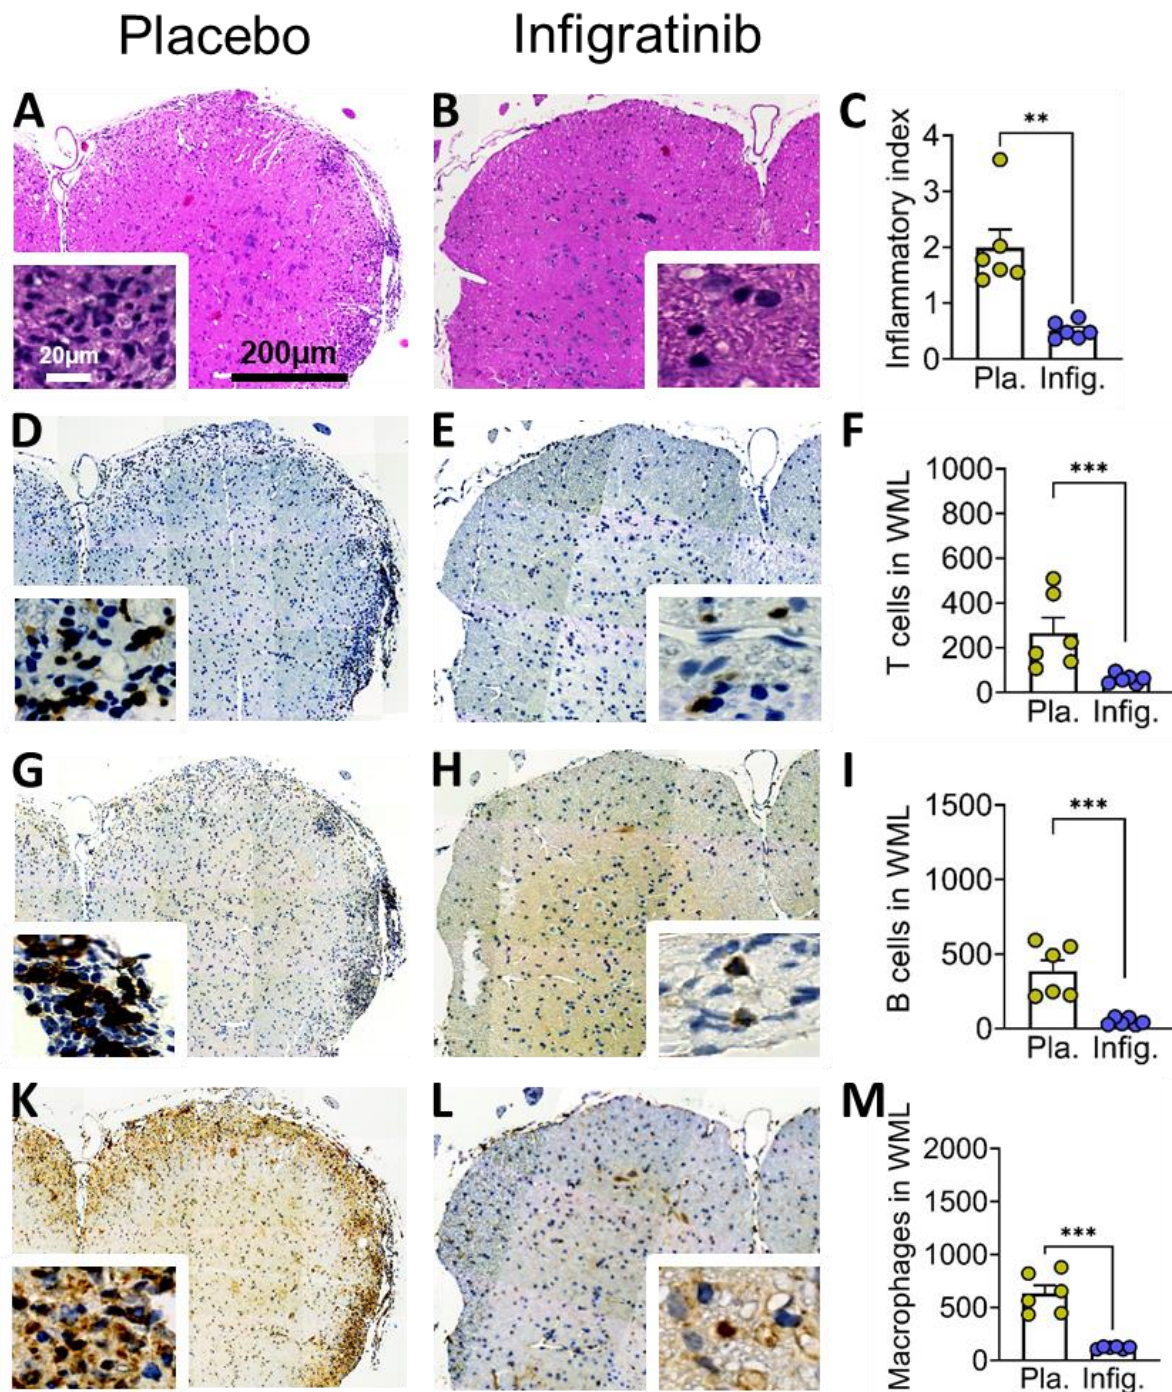 Placebo Infigratinib
A B C
Inflammatory index
4
3
2
1
0
**
Pla. Infig.
20µm
200µm
D E F
T cells in WML
1000
800
600
400
200
0
***
Pla. Infig.
G H I
B cells in WML
1500
1000
500
0
***
Pla. Infig.
K L M
Macrophages in WML
2000
1500
1000
500
0
***
Pla. Infig.